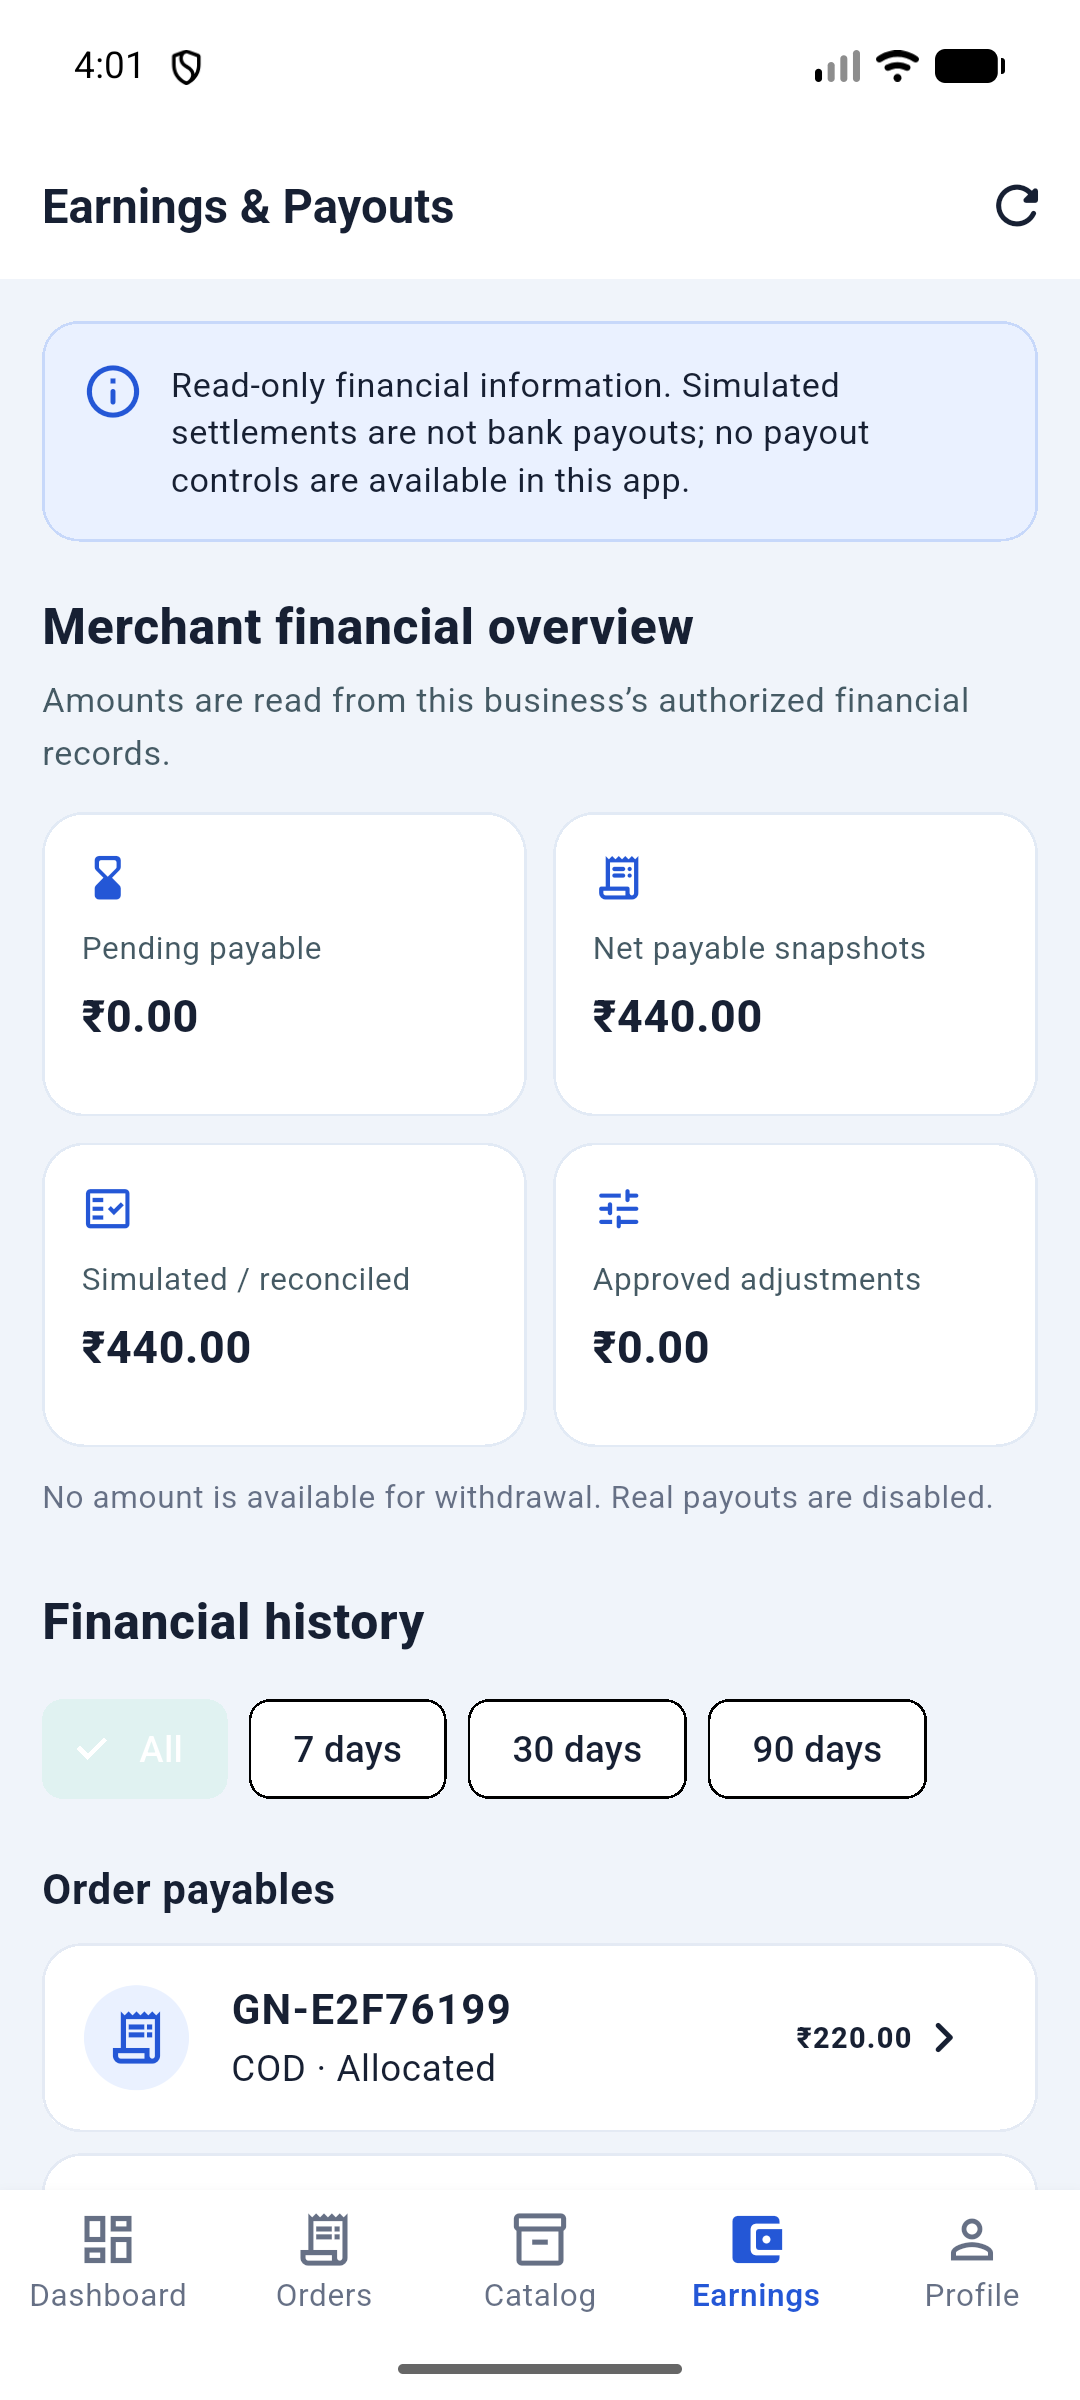 4:01
Earnings & Payouts
Read-only financial information. Simulated
settlements are not bank payouts; no payout
controls are available in this app.
Merchant financial overview
Amounts are read from this business’s authorized financial
records.
Pending payable
₹0.00
Net payable snapshots
₹440.00
Simulated / reconciled
₹440.00
Approved adjustments
₹0.00
No amount is available for withdrawal. Real payouts are disabled.
Financial history
All
7 days
30 days
90 days
Order payables
GN-E2F76199
COD · Allocated
₹220.00
Dashboard
Orders
Catalog
Earnings
Profile